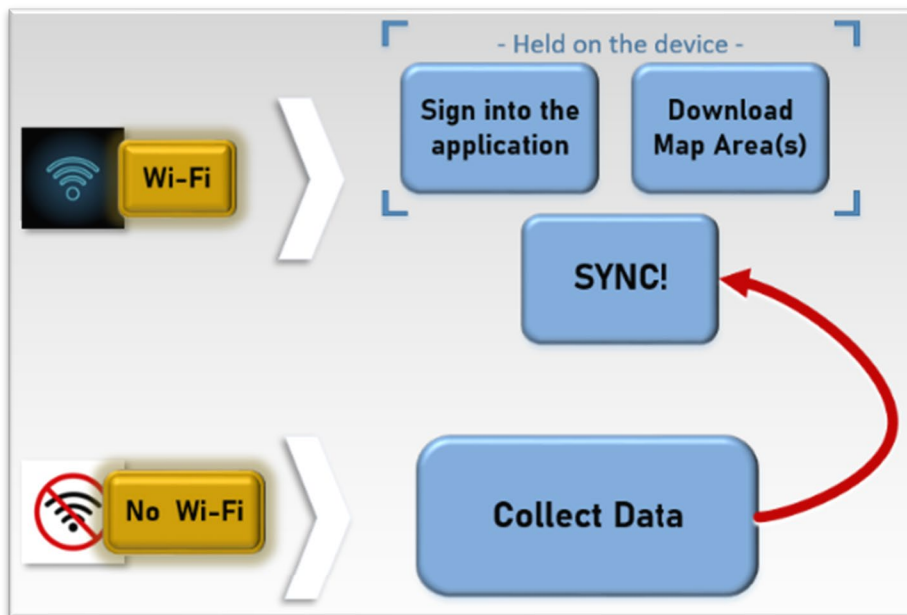 - Held on the device -
Sign into the
application
Download
Map Area(s)
Wi-Fi
SYNC!
No Wi-Fi
Collect Data